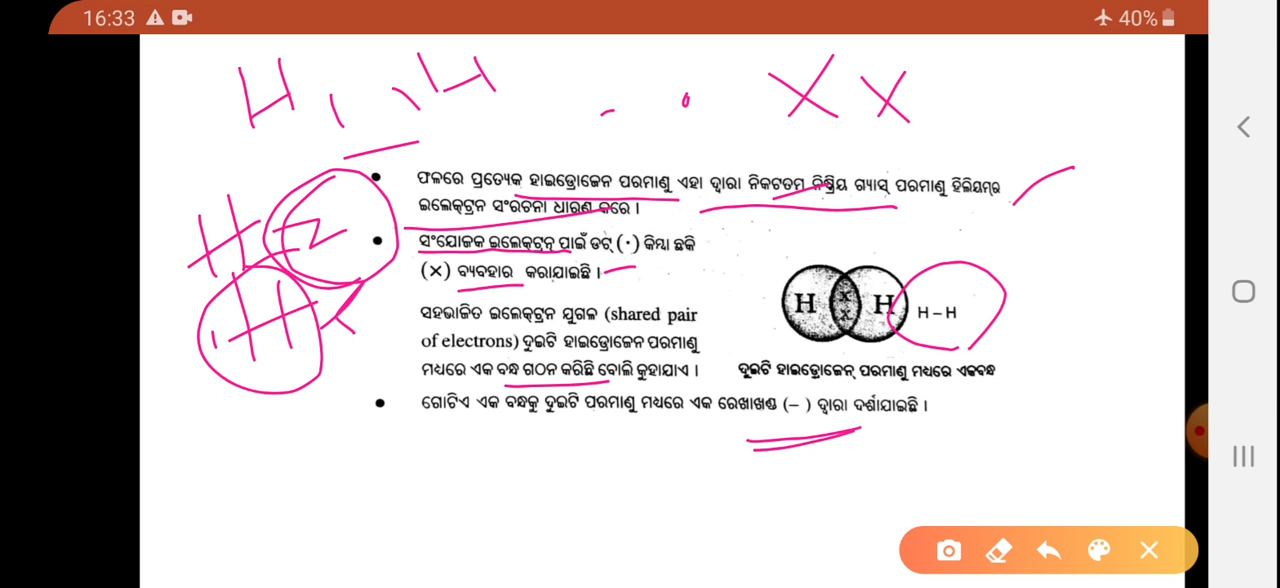 16:33
40%
H H . . X X
ଫଳରେ ପ୍ରତ୍ୟେକ ହାଇଡ୍ରୋଜେନ ପରମାଣୁ ଏହା ଦ୍ୱାରା ନିକଟତମ ନିଷ୍କ୍ରିୟ ଗ୍ୟାସ୍ ପରମାଣୁ ହିଲିୟମ୍‌ର
ଇଲେକ୍ଟ୍ରନ ସଂରଚନା ଧାରଣ କରେ ।
ସଂଯୋଜକ ଇଲେକ୍ଟ୍ରନ୍ ପାଇଁ ଡଟ୍ (·) କିମ୍ବା ଛକି
(×) ବ୍ୟବହାର କରାଯାଇଛି ।
ସହଭାଜିତ ଇଲେକ୍ଟ୍ରନ ଯୁଗଳ (shared pair
of electrons) ଦୁଇଟି ହାଇଡ୍ରୋଜେନ ପରମାଣୁ
ମଧ୍ୟରେ ଏକ ବନ୍ଧ ଗଠନ କରିଛି ବୋଲି କୁହାଯାଏ ।
H x x H H – H
ଦୁଇଟି ହାଇଡ୍ରୋଜେନ୍ ପରମାଣୁ ମଧ୍ୟରେ ଏକବନ୍ଧ
ଗୋଟିଏ ଏକ ବନ୍ଧକୁ ଦୁଇଟି ପରମାଣୁ ମଧ୍ୟରେ ଏକ ରେଖାଖଣ୍ଡ (– ) ଦ୍ୱାରା ଦର୍ଶାଯାଇଛି ।